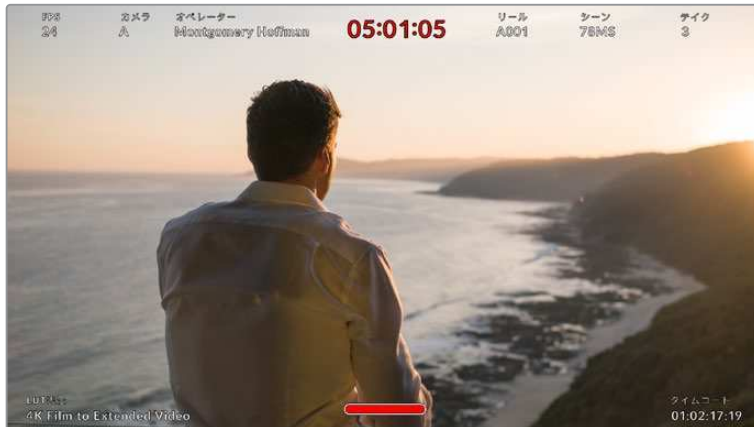 FPS カメラ オペレーター リール シーン テイク
24 A Montgomery Hoffman 05:01:05 A001 78MS 3
LUT
4K Film to Extended Video
タイムコード
01:02:17:19